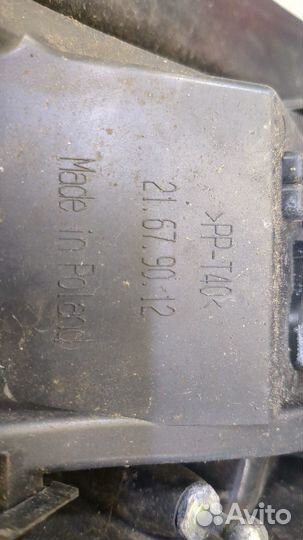 >PP-T40<
21.67.90.12
Made in Poland
Avito